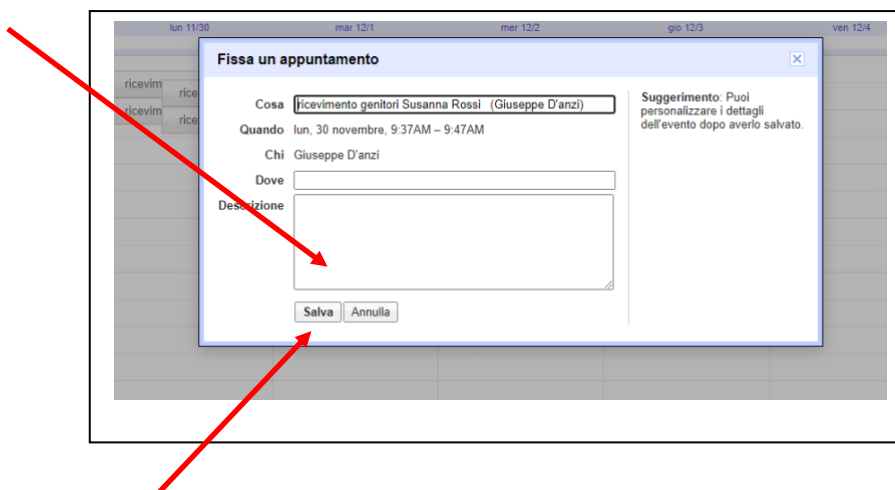 lun 11/30 mar 12/1 mer 12/2 gio 12/3 ven 12/4
Fissa un appuntamento
ricevim
rice
ricevim
rice
Cosa ricevimento genitori Susanna Rossi (Giuseppe D'anzi)
Quando lun, 30 novembre, 9:37AM – 9:47AM
Chi Giuseppe D'anzi
Dove
Descrizione
Salva Annulla
Suggerimento: Puoi
personalizzare i dettagli
dell'evento dopo averlo salvato.